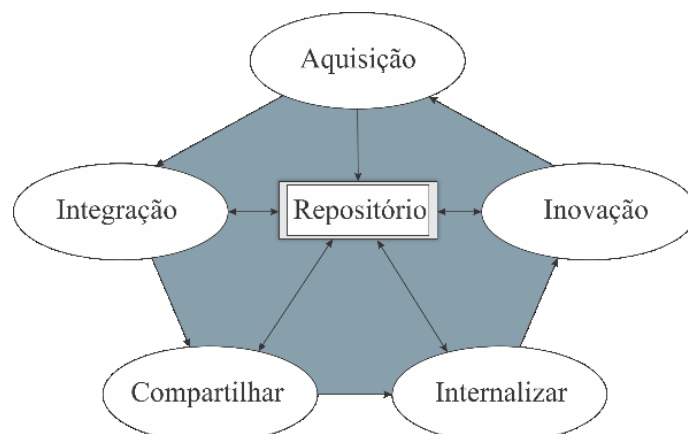 Aquisição
Integração
Repositório
Inovação
Compartilhar
Internalizar